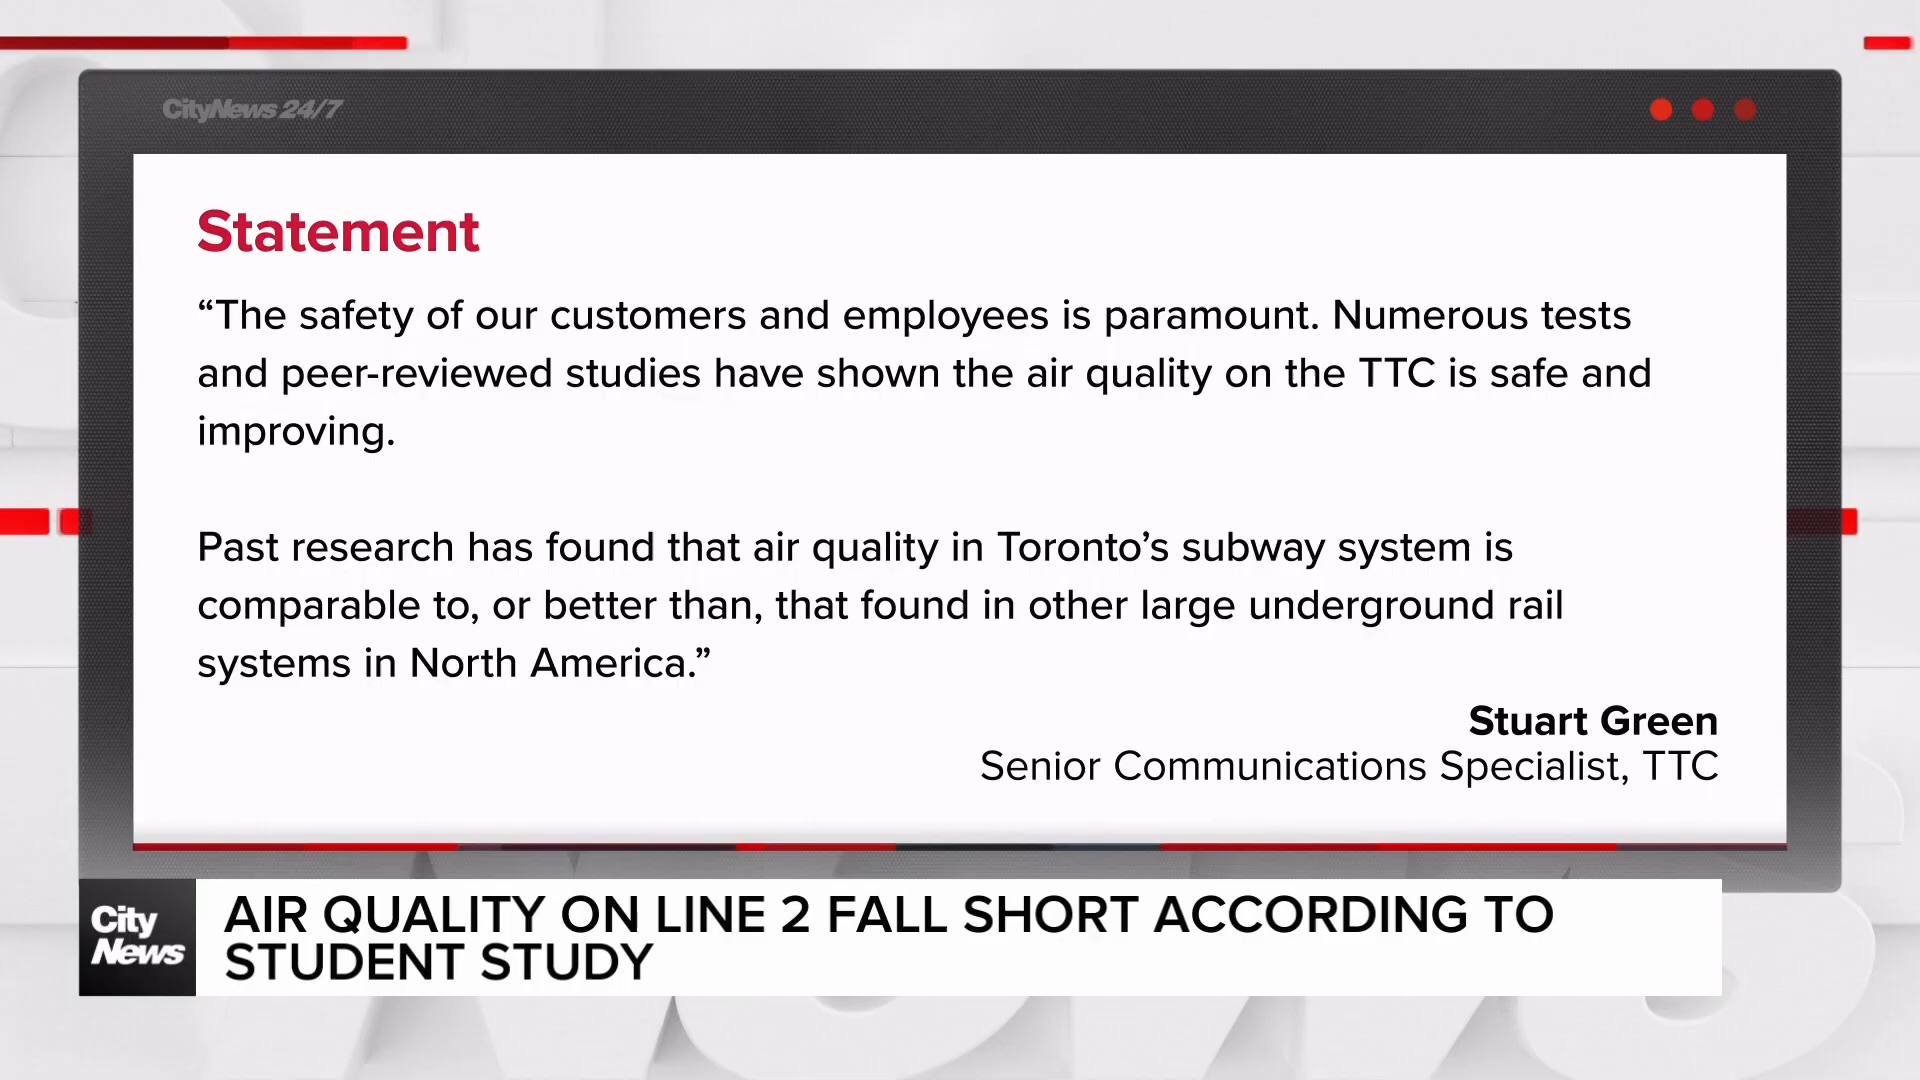 CityNews 24/7
Statement
“The safety of our customers and employees is paramount. Numerous tests
and peer-reviewed studies have shown the air quality on the TTC is safe and
improving.
Past research has found that air quality in Toronto’s subway system is
comparable to, or better than, that found in other large underground rail
systems in North America.”
Stuart Green
Senior Communications Specialist, TTC
City
News
AIR QUALITY ON LINE 2 FALL SHORT ACCORDING TO
STUDENT STUDY